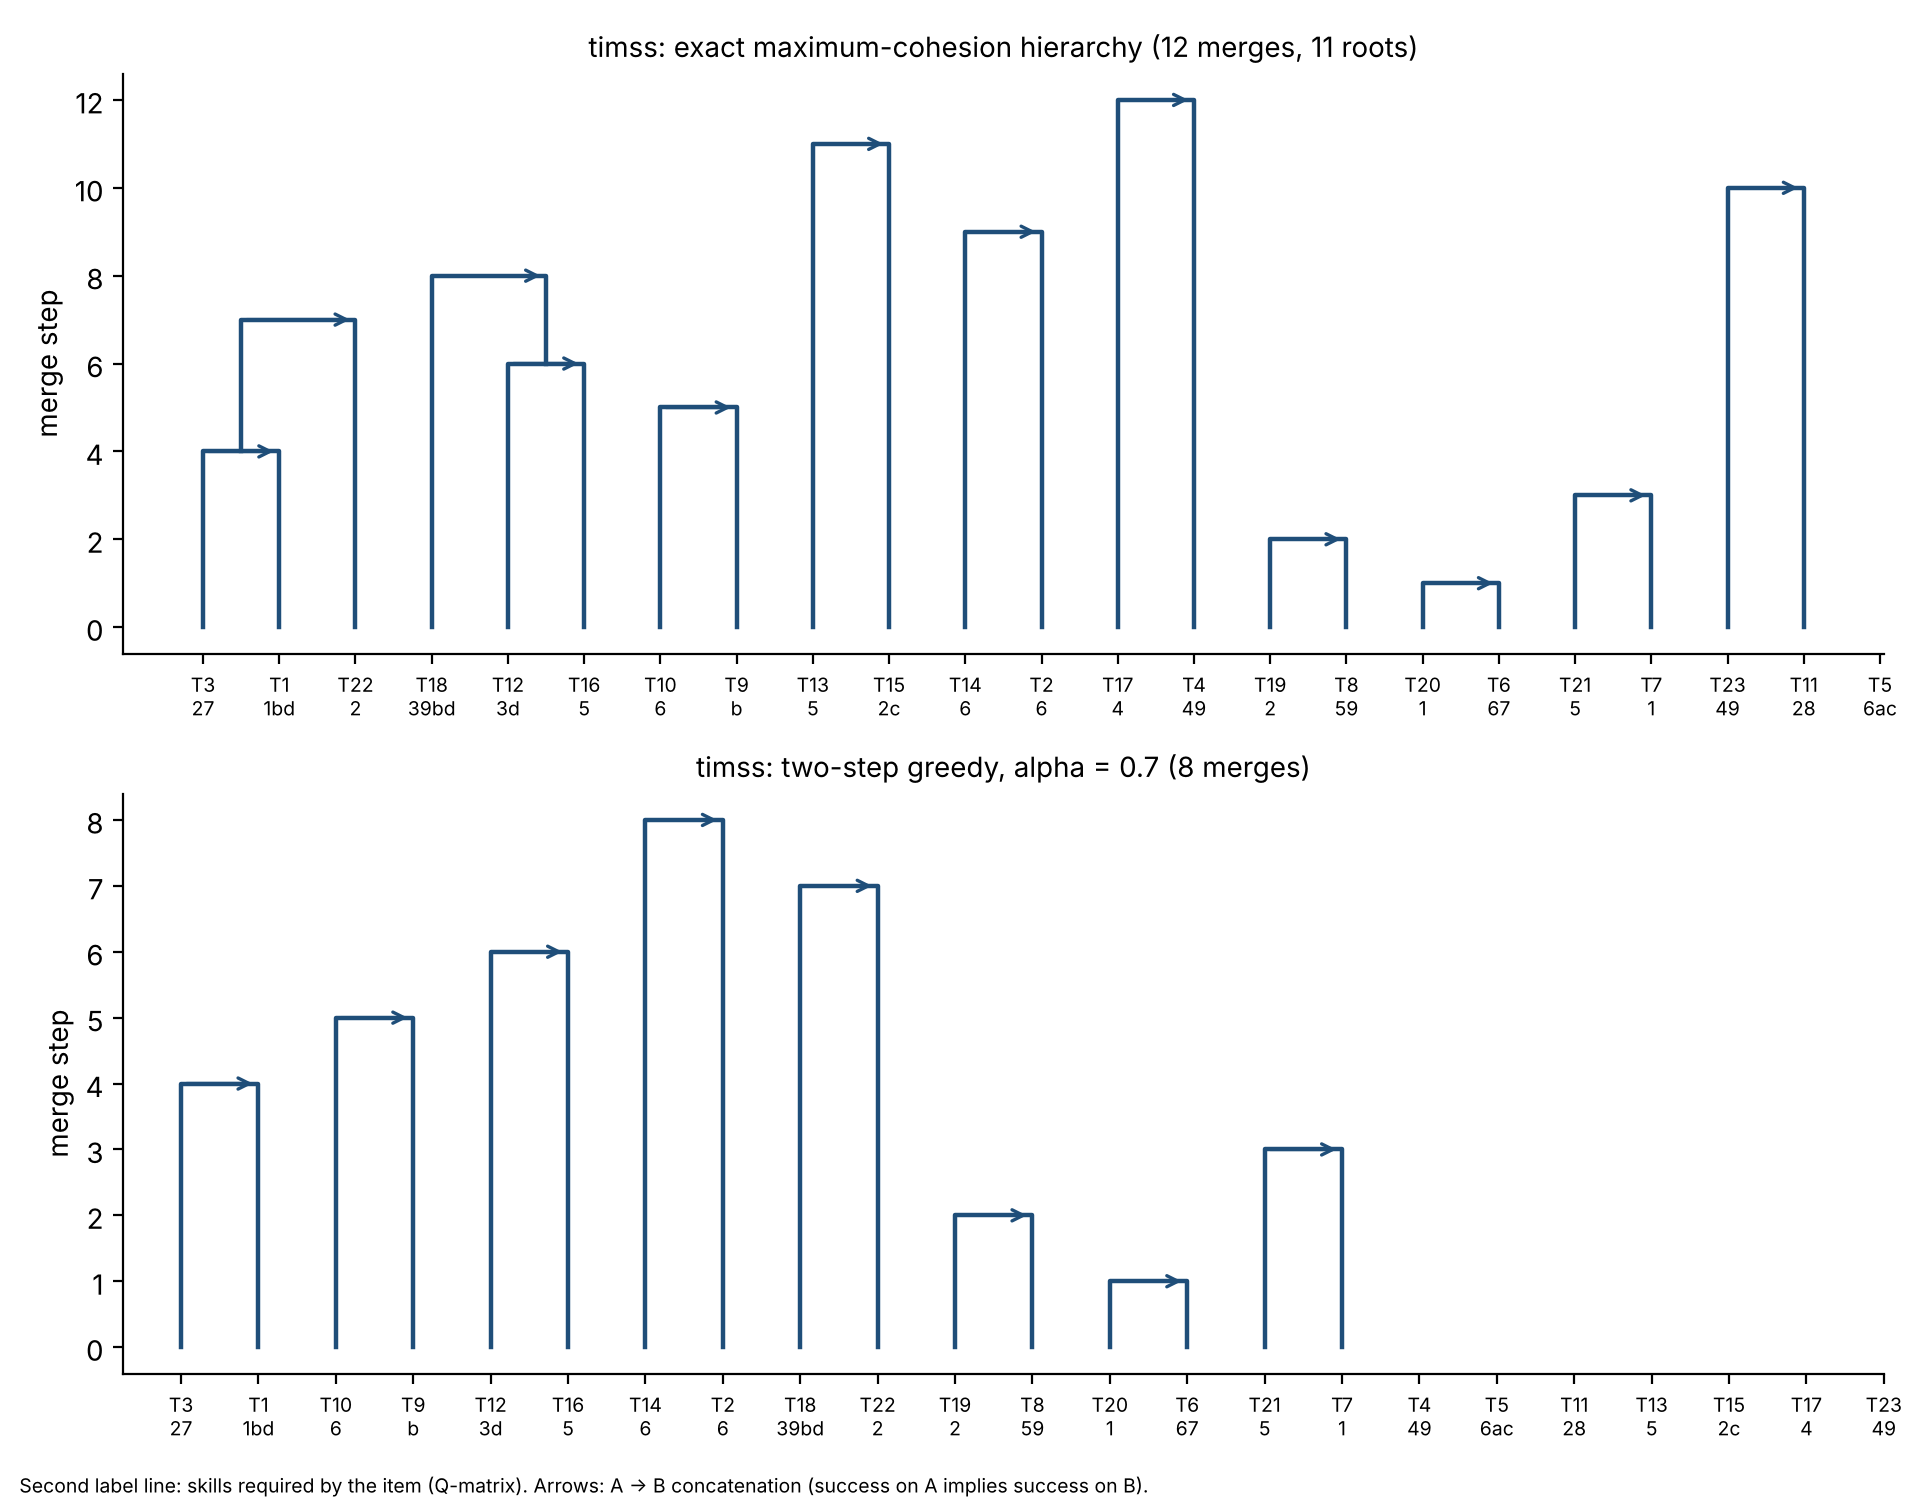 timss: exact maximum-cohesion hierarchy (12 merges, 11 roots)
merge step
12
10
8
6
4
2
0
T3 T1 T22 T18 T12 T16 T10 T9 T13 T15 T14 T2 T17 T4 T19 T8 T20 T6 T21 T7 T23 T11 T5
27 1bd 2 39bd 3d 5 6 b 5 2c 6 6 4 49 2 59 1 67 5 1 49 28 6ac
timss: two-step greedy, alpha = 0.7 (8 merges)
merge step
8
7
6
5
4
3
2
1
0
T3 T1 T10 T9 T12 T16 T14 T2 T18 T22 T19 T8 T20 T6 T21 T7 T4 T5 T11 T13 T15 T17 T23
27 1bd 6 b 3d 5 6 6 39bd 2 2 59 1 67 5 1 49 6ac 28 5 2c 4 49
Second label line: skills required by the item (Q-matrix). Arrows: A → B concatenation (success on A implies success on B).